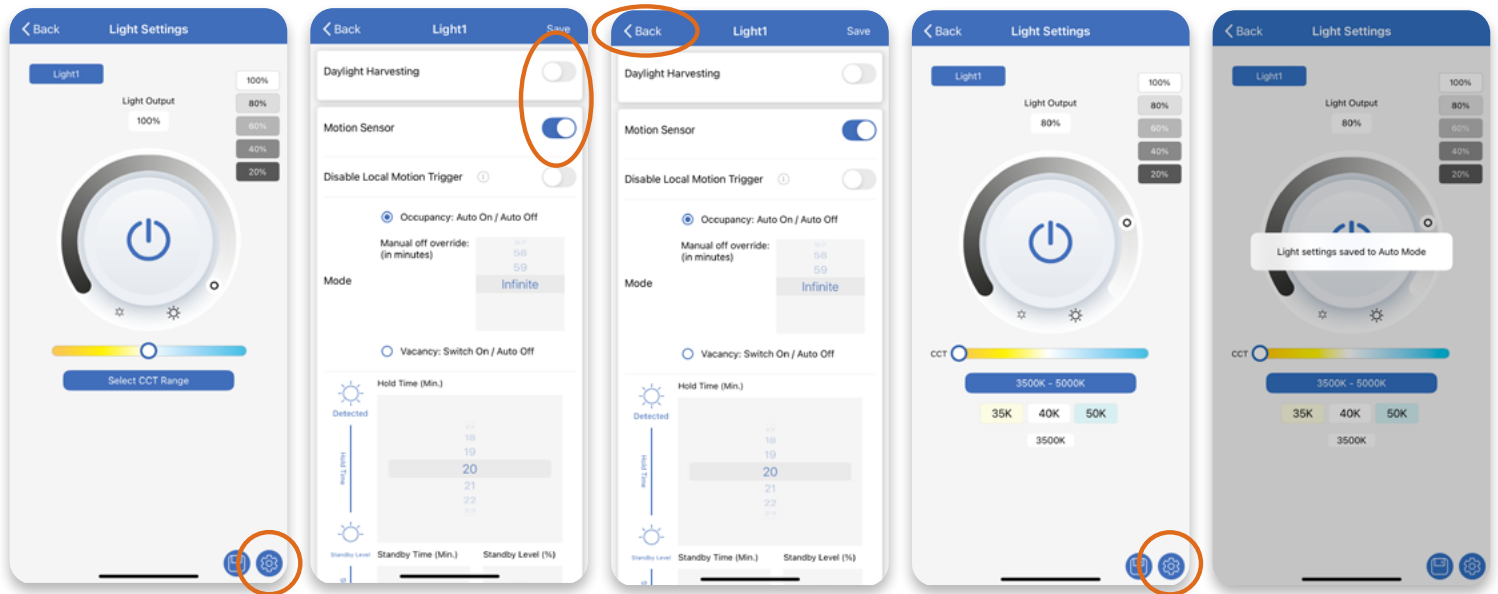 Back Light Settings
Light1
100%
Light Output
80%
100%
60%
40%
20%
Select CCT Range
Back Light1 Save
Daylight Harvesting
Motion Sensor
Disable Local Motion Trigger
Occupancy: Auto On / Auto Off
Manual off override:
(in minutes)
58
59
Mode
Infinite
Vacancy: Switch On / Auto Off
Hold Time (Min.)
Detected
18
19
Hold Time
20
21
22
Standby Level
Standby Time (Min.) Standby Level (%)
Back Light1 Save
Daylight Harvesting
Motion Sensor
Disable Local Motion Trigger
Occupancy: Auto On / Auto Off
Manual off override:
(in minutes)
58
59
Mode
Infinite
Vacancy: Switch On / Auto Off
Hold Time (Min.)
Detected
18
19
Hold Time
20
21
22
Standby Level
Standby Time (Min.) Standby Level (%)
Back Light Settings
Light1
100%
Light Output
80%
80%
60%
40%
20%
CCT
3500K - 5000K
35K 40K 50K
3500K
Back Light Settings
Light1
100%
Light Output
80%
80%
60%
40%
20%
Light settings saved to Auto Mode
CCT
3500K - 5000K
35K 40K 50K
3500K